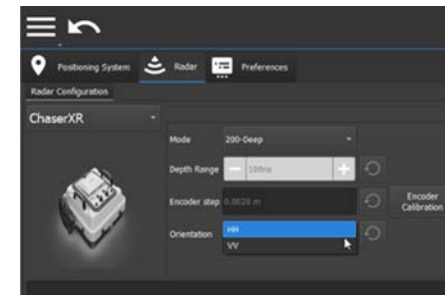 Positioning System Radar Preferences
Radar Configuration
ChaserXR
Mode 200-Deep
Depth Range 100ns
Encoder step 0.0020 m Encoder
Calibration
Orientation HH
VV